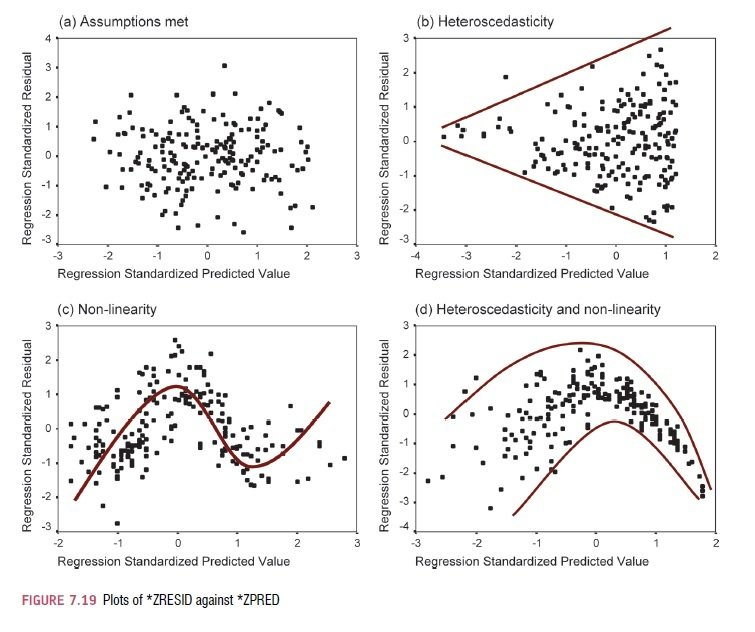 (a) Assumptions met
Regression Standardized Residual
4
3
2
1
0
-1
-2
-3
-3 -2 -1 0 1 2 3
Regression Standardized Predicted Value
(b) Heteroscedasticity
Regression Standardized Residual
3
2
1
0
-1
-2
-3
-4 -3 -2 -1 0 1 2
Regression Standardized Predicted Value
(c) Non-linearity
Regression Standardized Residual
3
2
1
0
-1
-2
-3
-2 -1 0 1 2 3
Regression Standardized Predicted Value
(d) Heteroscedasticity and non-linearity
Regression Standardized Residual
3
2
1
0
-1
-2
-3
-4
-3 -2 -1 0 1 2
Regression Standardized Predicted Value
FIGURE 7.19 Plots of *ZRESID against *ZPRED